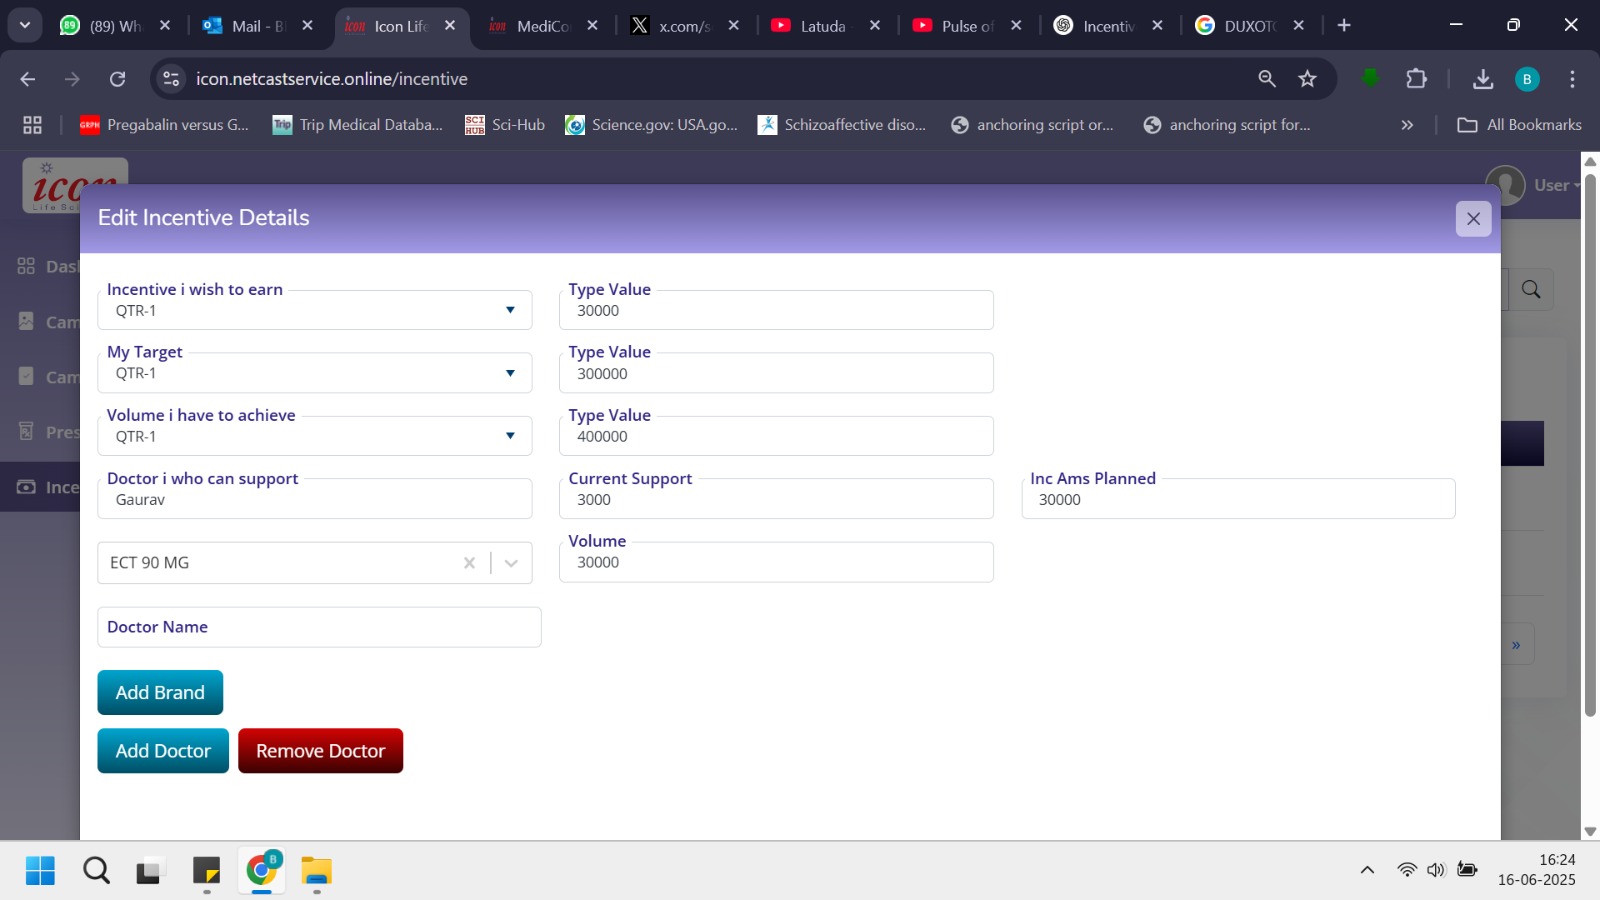 (89) Wh
Mail - B
Icon Life
MediCo
x.com/s
Latuda
Pulse of
Incentiv
DUXOT
icon.netcastservice.online/incentive
B
Pregabalin versus G...
Trip Medical Databa...
Sci-Hub
Science.gov: USA.go...
Schizoaffective diso...
anchoring script or...
anchoring script for...
»
All Bookmarks
icon
User
Edit Incentive Details
Das
Incentive i wish to earn
QTR-1
Type Value
30000
Cam
My Target
QTR-1
Type Value
300000
Cam
Volume i have to achieve
QTR-1
Type Value
400000
Pres
Doctor i who can support
Gaurav
Current Support
3000
Inc Ams Planned
30000
Ince
ECT 90 MG
Volume
30000
Doctor Name
»
Add Brand
Add Doctor
Remove Doctor
16:24
16-06-2025